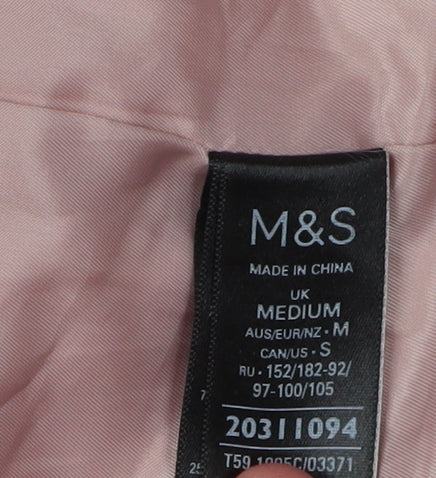 M&S
MADE IN CHINA
UK
MEDIUM
AUS/EUR/NZ • M
CAN/US • S
RU • 152/182-92/
97-100/105
20311094